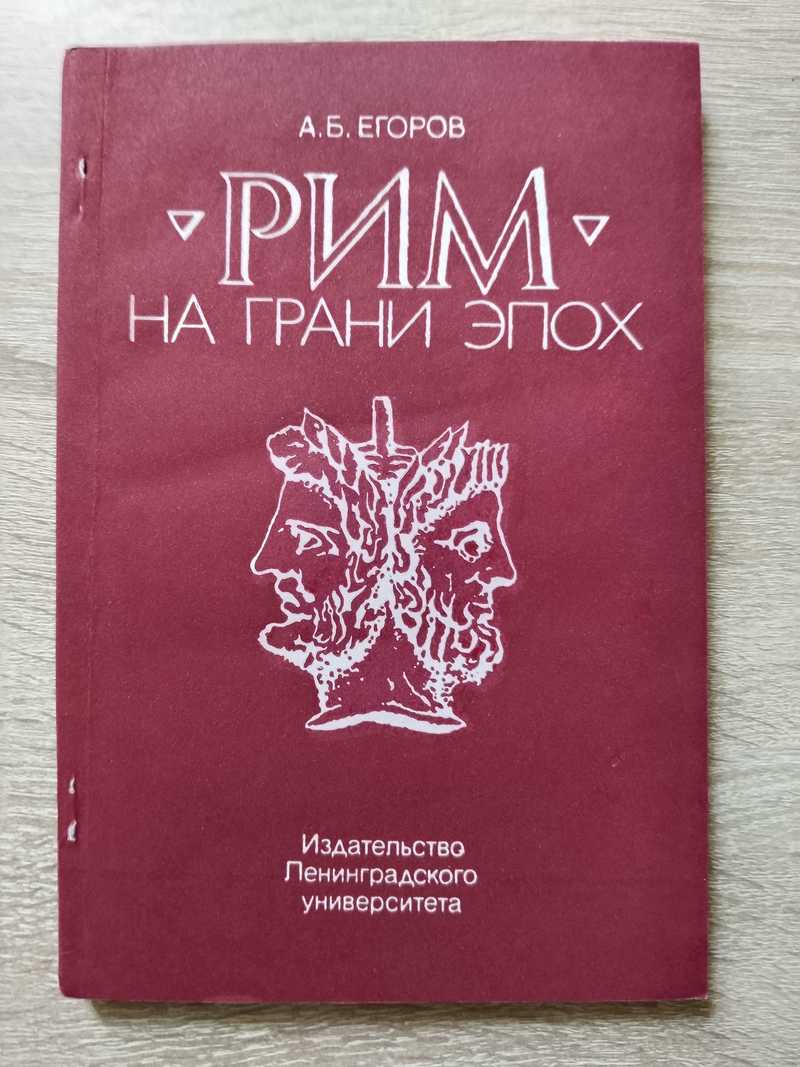 А.Б. ЕГОРОВ
РИМ
НА ГРАНИ ЭПОХ
Издательство
Ленинградского
университета